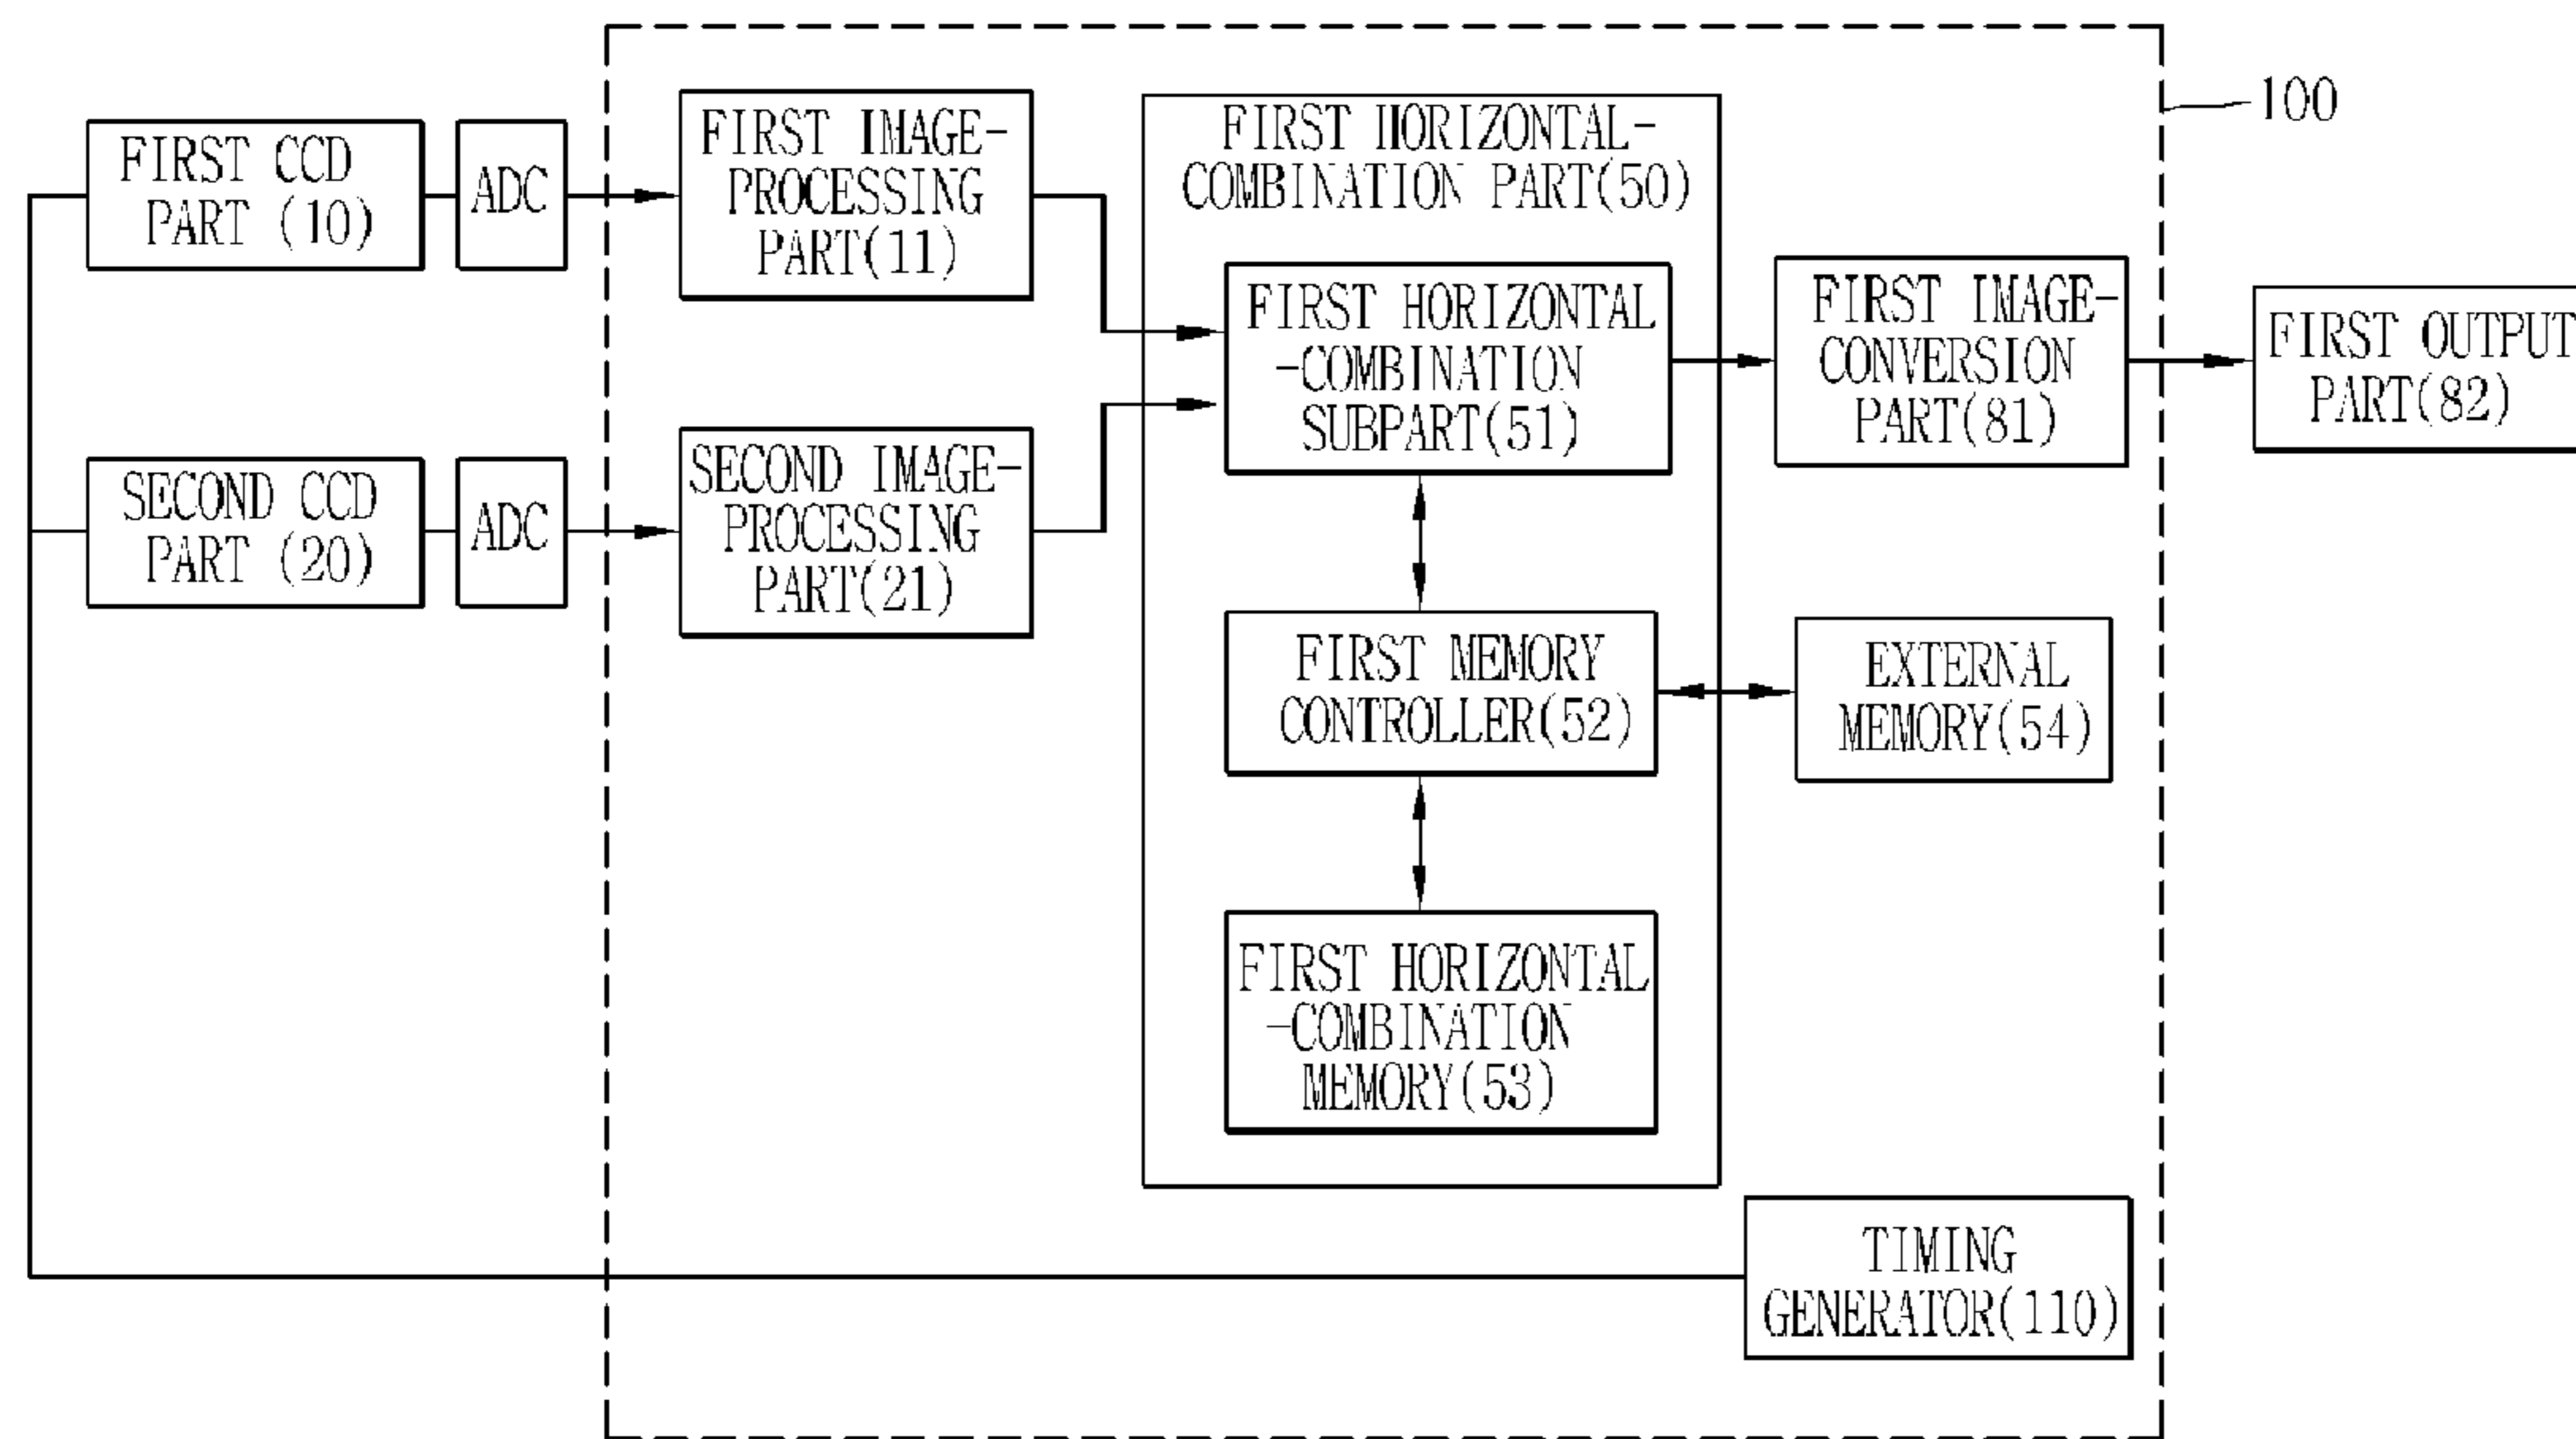 100
FIRST CCD
PART (10)
ADC
FIRST IMAGE-
PROCESSING
PART(11)
FIRST HORIZONTAL-
COMBINATION PART(50)
FIRST HORIZONTAL
-COMBINATION
SUBPART(51)
FIRST IMAGE-
CONVERSION
PART(81)
FIRST OUTPUT
PART(82)
SECOND CCD
PART (20)
ADC
SECOND IMAGE-
PROCESSING
PART(21)
FIRST MEMORY
CONTROLLER(52)
EXTERNAL
MEMORY(54)
FIRST HORIZONTAL
-COMBINATION
MEMORY(53)
TIMING
GENERATOR(110)